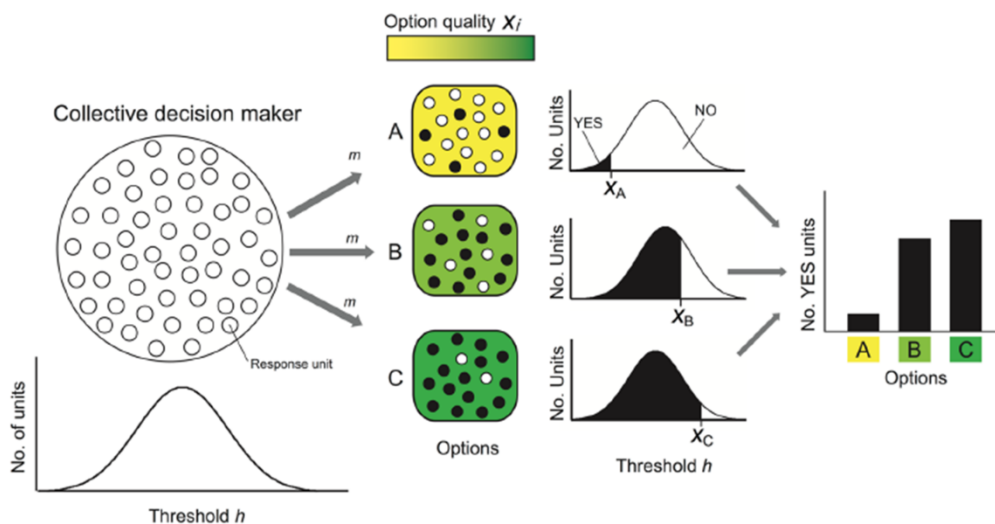 Option quality xi
Collective decision maker
Response unit
No. of units
Threshold h
m
m
m
A
B
C
Options
No. Units
YES
NO
xA
No. Units
xB
No. Units
xC
Threshold h
No. YES units
A B C
Options